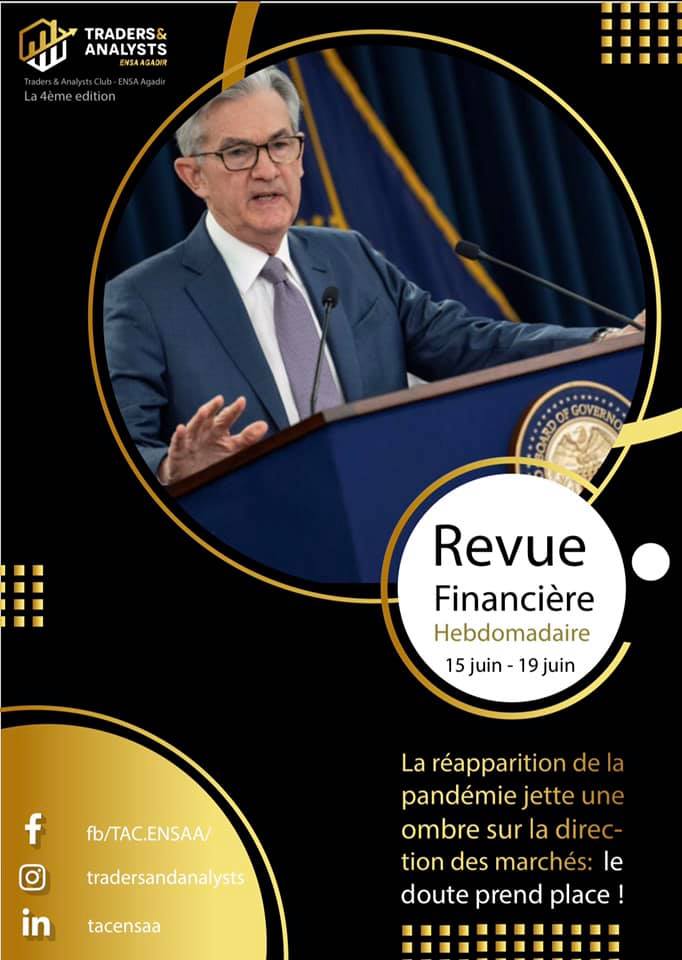 TRADERS&
ANALYSTS
ENSA AGADIR
Traders & Analysts Club - ENSA Agadir
La 4ème edition
BOARD OF GOVERNO
Revue
Financière
Hebdomadaire
15 juin - 19 juin
La réapparition de la
pandémie jette une
ombre sur la direc-
tion des marchés: le
doute prend place !
fb/TAC.ENSAA/
tradersandanalysts
tacensaa